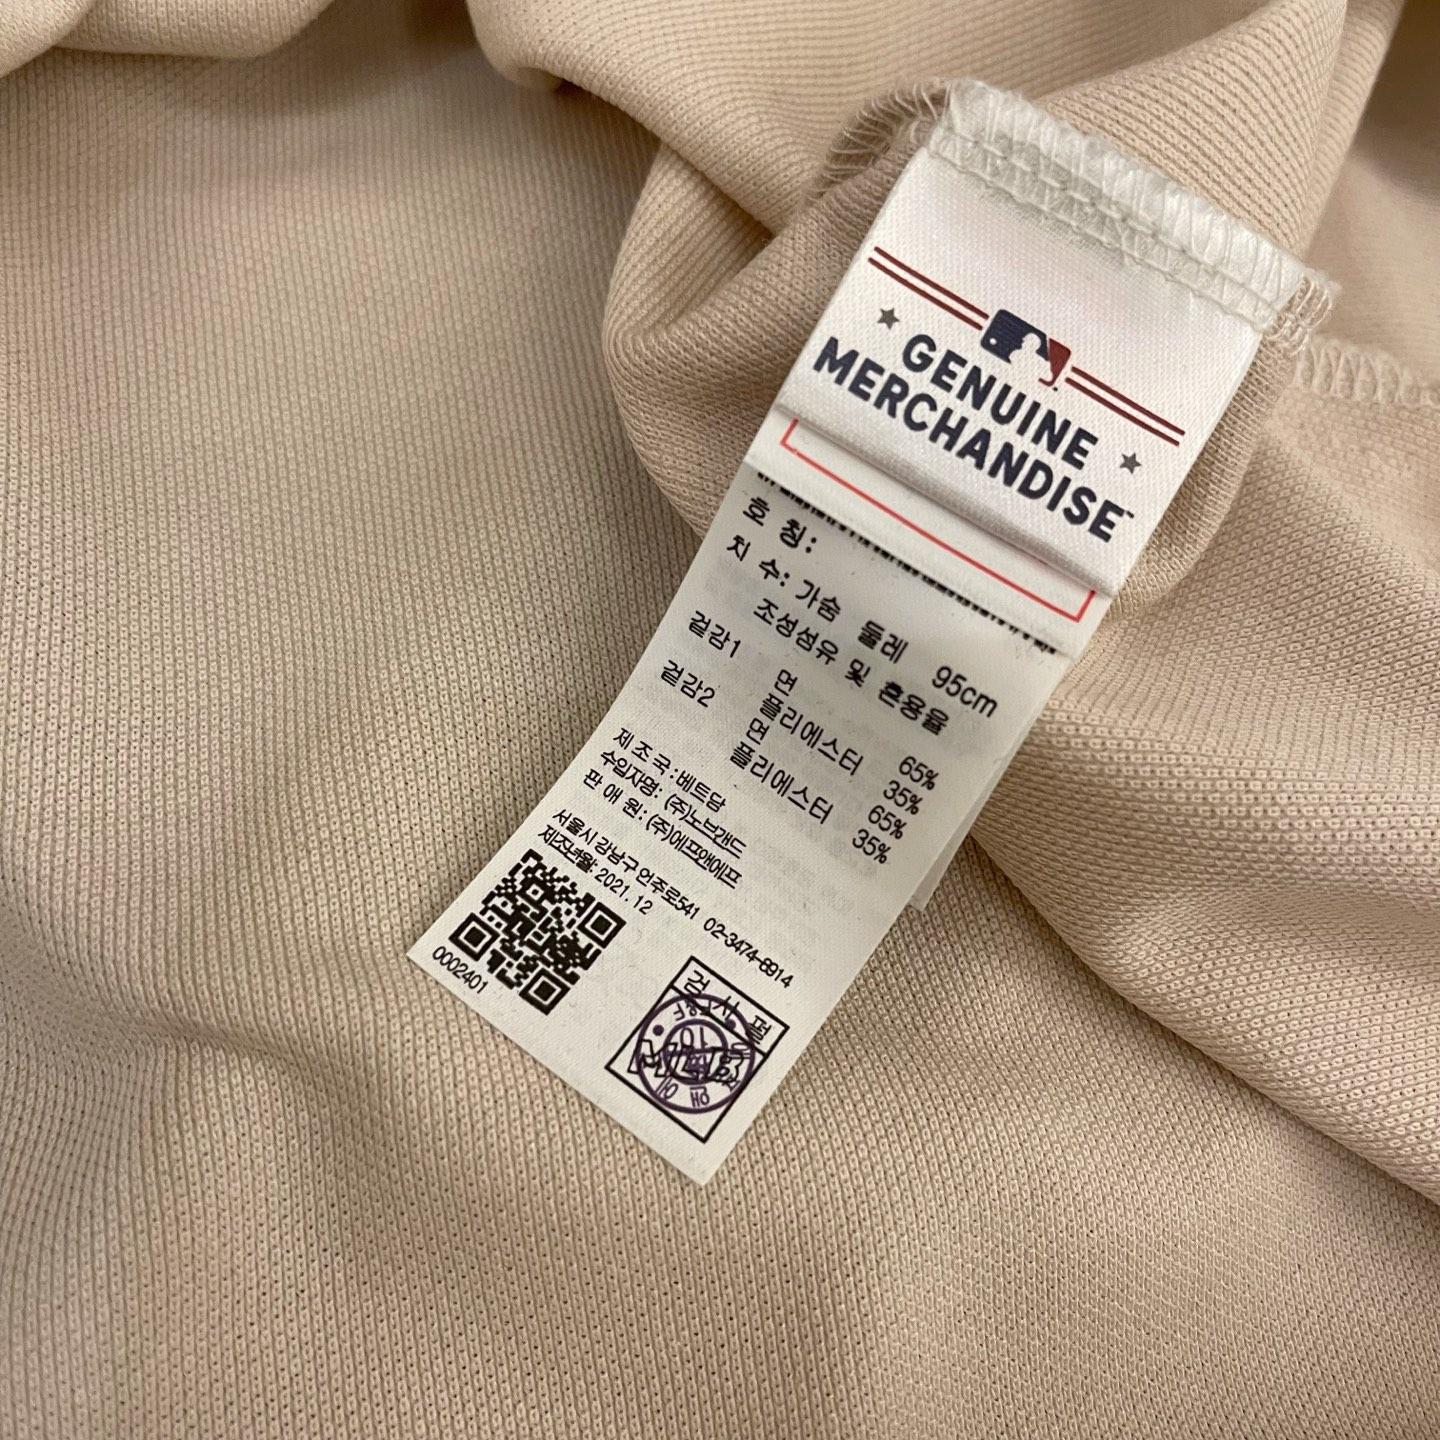 GENUINE
MERCHANDISE
호 칭:
치 수: 가슴 둘레 95cm
조성섬유 및 혼용율
겉감1 면 65%
폴리에스터 35%
겉감2 면 65%
폴리에스터 35%
제 조 국: 베트남
수입자명: (주)노브랜드
판 매 원: (주)에프앤에프
서울시 강남구 언주로541 02-3474-6914
제조년월: 2021. 12
0002401
검사필